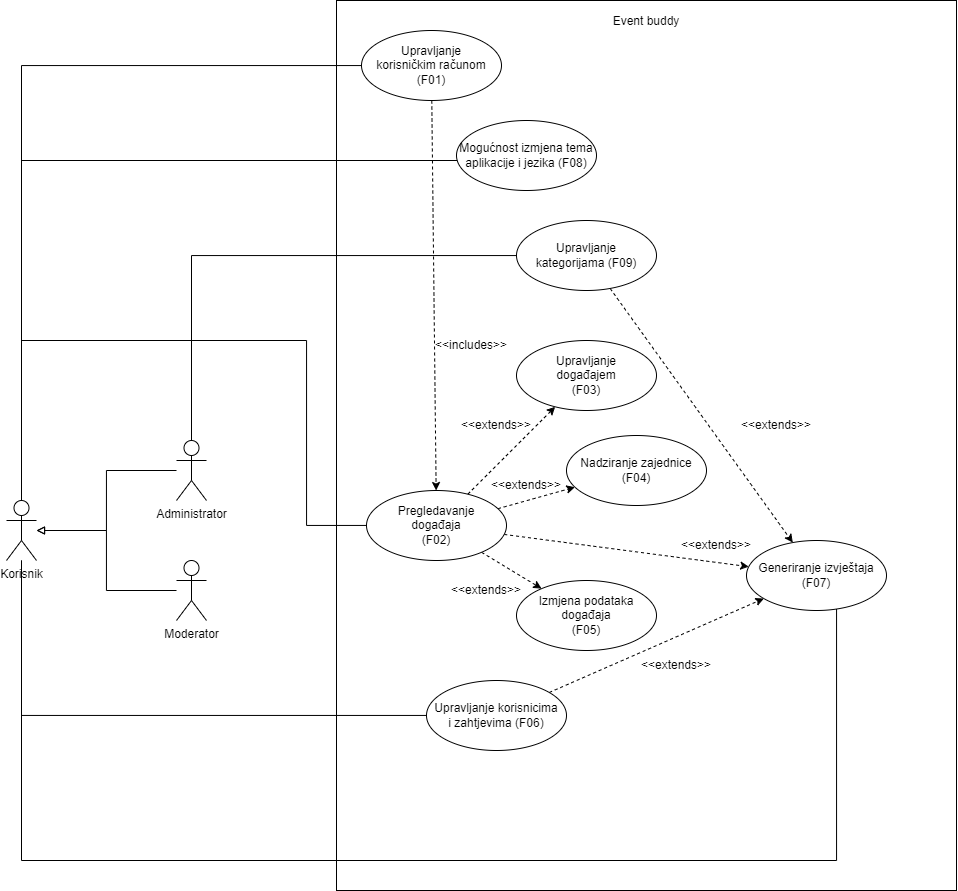 Event buddy
Upravljanje
korisničkim računom
(F01)
Mogućnost izmjena tema
aplikacije i jezika (F08)
Upravljanje
kategorijama (F09)
<<includes>>
Upravljanje
događajem
(F03)
<<extends>>
<<extends>>
Nadziranje zajednice
(F04)
<<extends>>
Administrator
Pregledavanje
događaja
(F02)
<<extends>>
Korisnik
Generiranje izvještaja
(F07)
<<extends>>
Izmjena podataka
događaja
(F05)
Moderator
<<extends>>
Upravljanje korisnicima
i zahtjevima (F06)